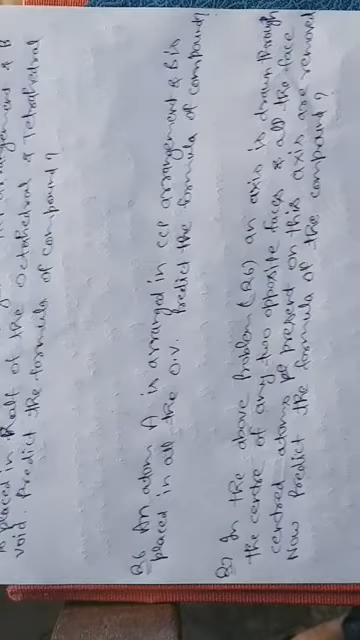 arrangement & B
is placed in half of the Octahedral & Tetrahedral
void. Predict the formula of compound?
Q6 An atom A is arranged in CCP arrangement & B is
placed in all the O.V. Predict the formula of compound?
Q7 In the above problem (Q6) an axis is drawn through
the centre of any two opposite faces & all the face
centred atoms present on this axis are removed
Now Predict the formula of the compound?